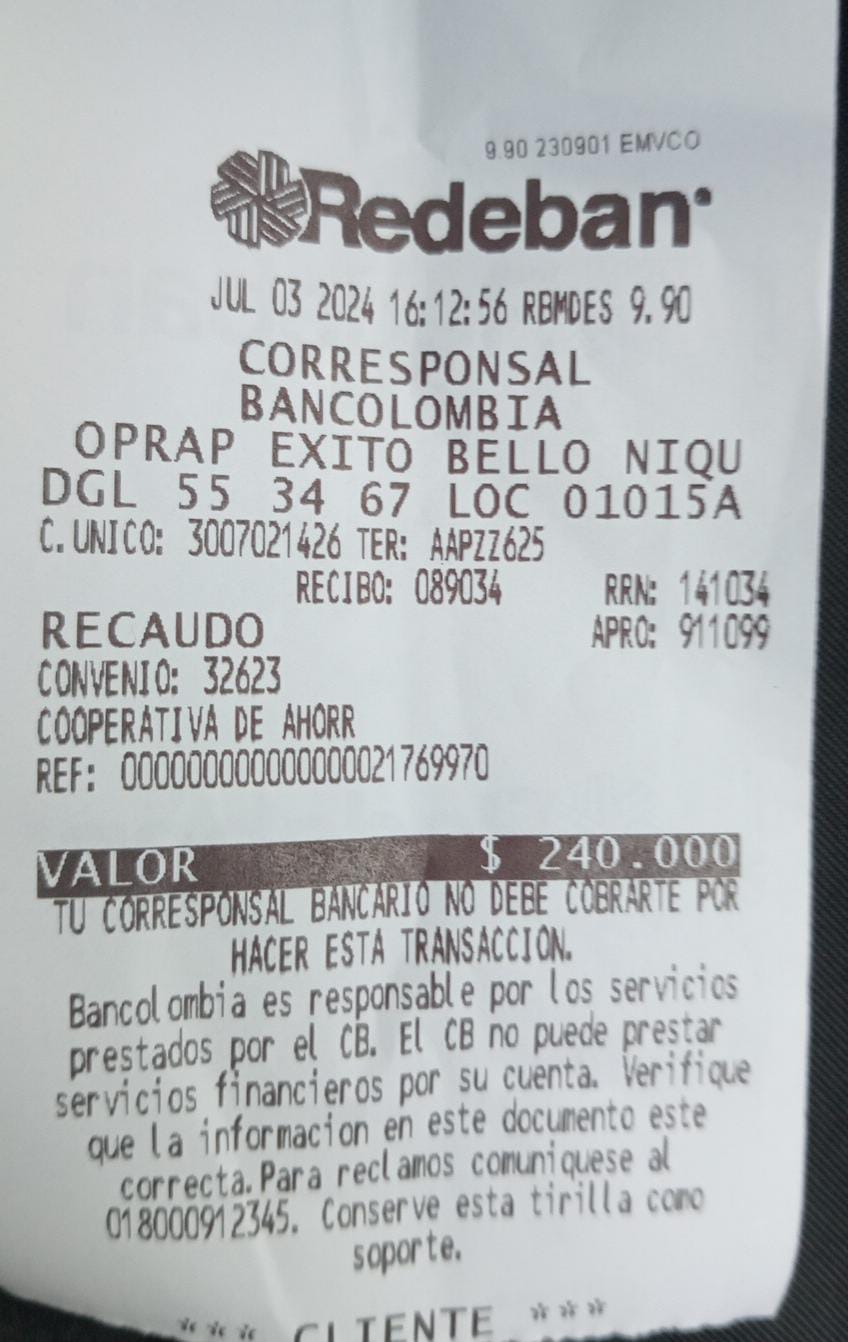 9.90 230901 EMVCO
Redeban
JUL 03 2024 16:12:56 RBMDES 9.90
CORRESPONSAL
BANCOLOMBIA
OPRAP EXITO BELLO NIQU
DGL 55 34 67 LOC 01015A
C.UNICO: 3007021426 TER: AAPZZ625
RECIBO: 089034 RRN: 141034
RECAUDO APRO: 911099
CONVENIO: 32623
COOPERATIVA DE AHORR
REF: 0000000000000000021769970
VALOR $ 240.000
TU CORRESPONSAL BANCARIO NO DEBE COBRARTE POR
HACER ESTA TRANSACCION.
Bancolombia es responsable por los servicios
prestados por el CB. El CB no puede prestar
servicios financieros por su cuenta. Verifique
que la informacion en este documento este
correcta.Para reclamos comuniquese al
018000912345. Conserve esta tirilla como
soporte.
*** CLIENTE ***